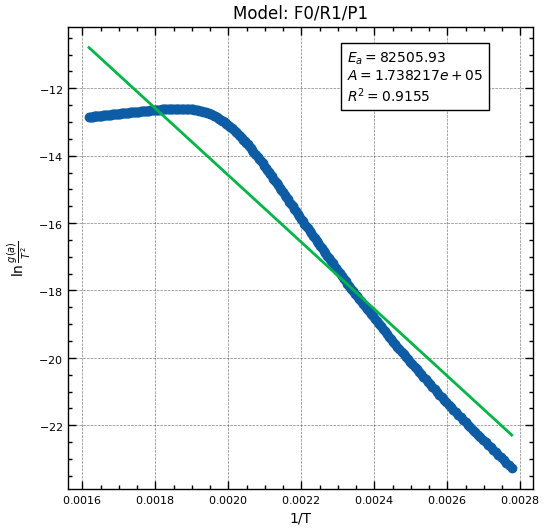 Model: F0/R1/P1
E_a = 82505.93
A = 1.738217e + 05
R^2 = 0.9155
−12
−14
−16
−18
−20
−22
ln g(a)/T^2
0.0016 0.0018 0.0020 0.0022 0.0024 0.0026 0.0028
1/T